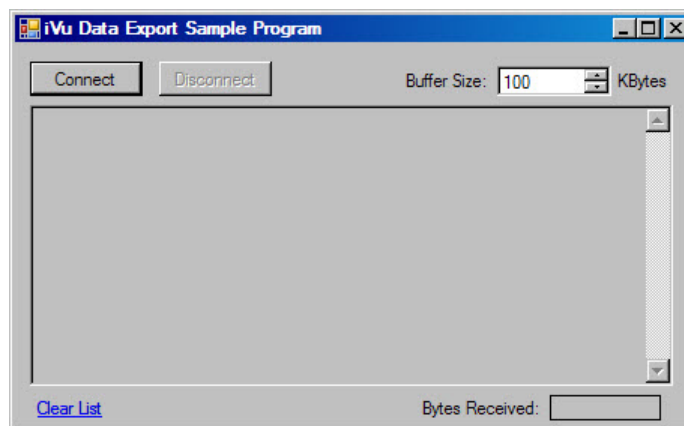 iVu Data Export Sample Program
Connect Disconnect Buffer Size: 100 KBytes
Clear List Bytes Received: